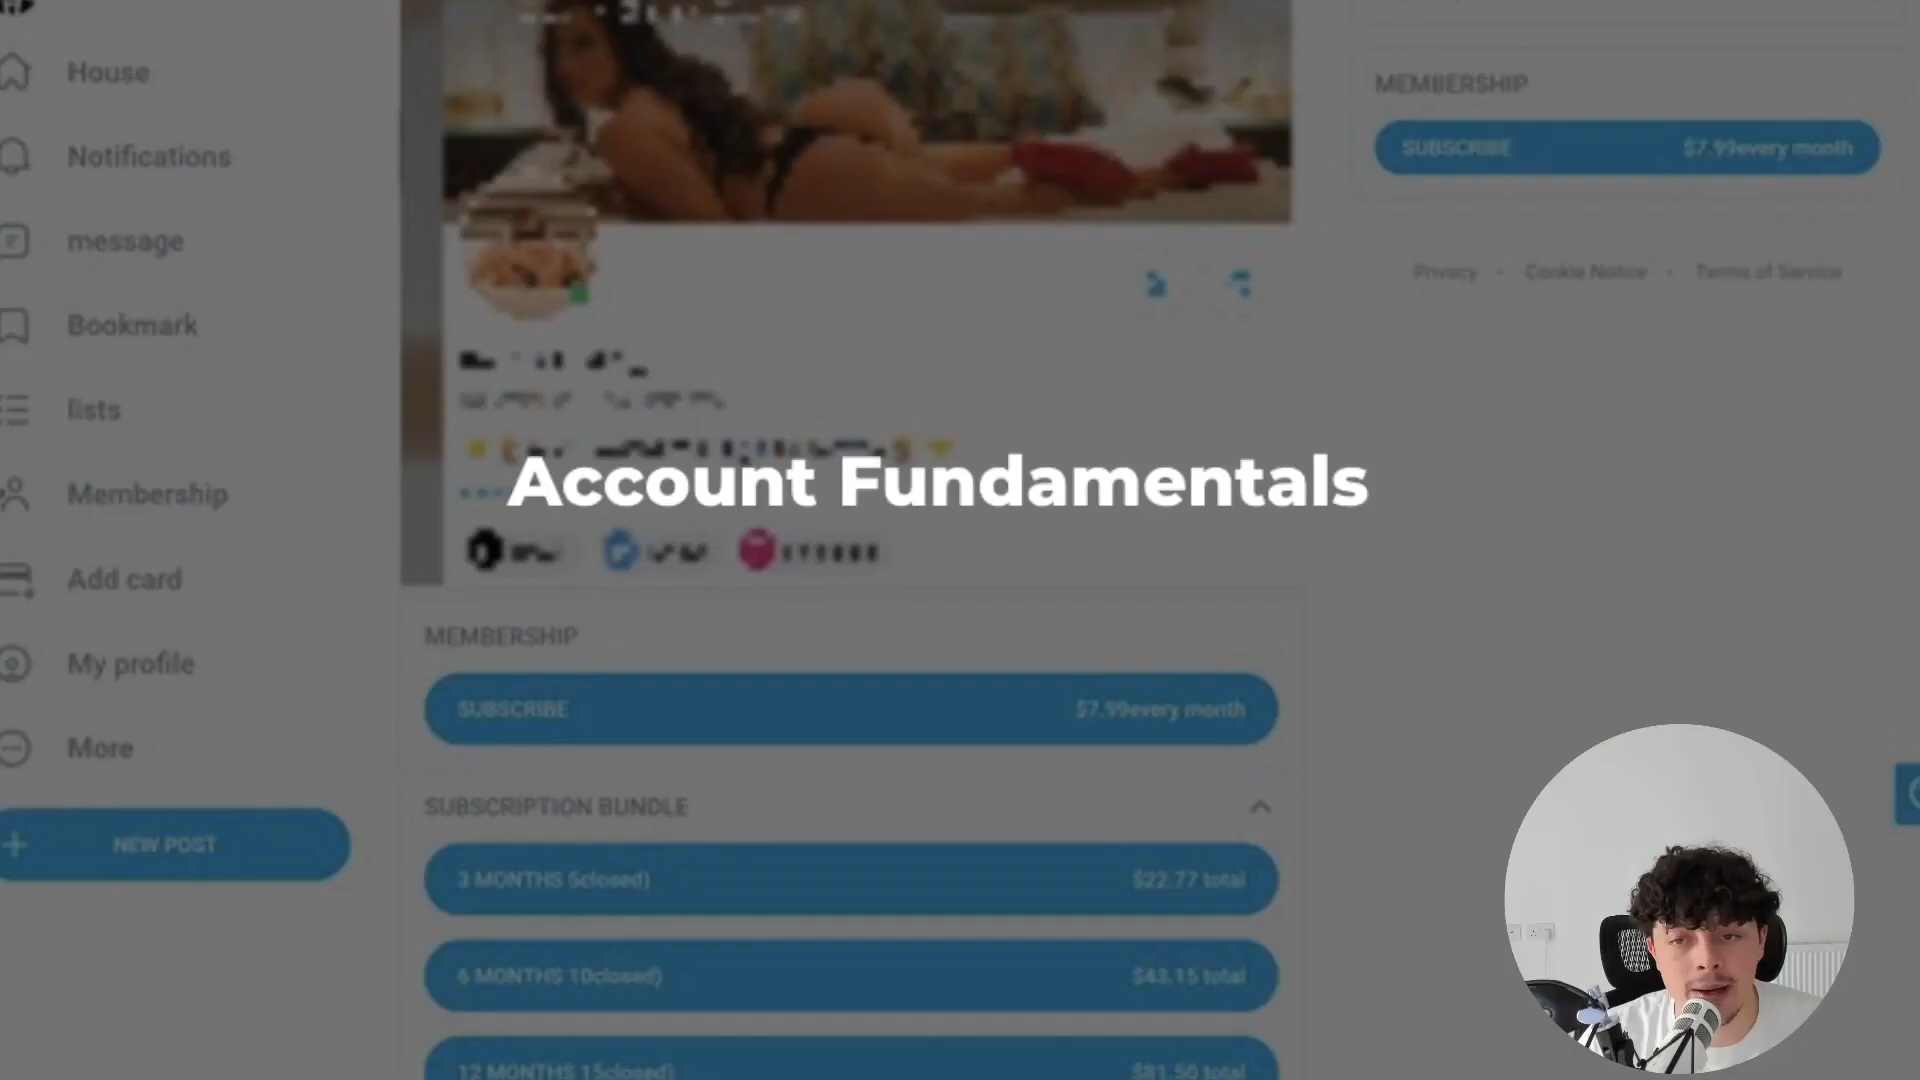 House
Notifications
message
Bookmark
lists
Membership
Add card
My profile
More
NEW POST
Account Fundamentals
MEMBERSHIP
SUBSCRIBE $7.99every month
SUBSCRIPTION BUNDLE
3 MONTHS 5closed) $22.77 total
6 MONTHS 10closed) $43.15 total
12 MONTHS 15closed) $81.50 total
MEMBERSHIP
SUBSCRIBE $7.99every month
Privacy · Cookie Notice · Terms of Service